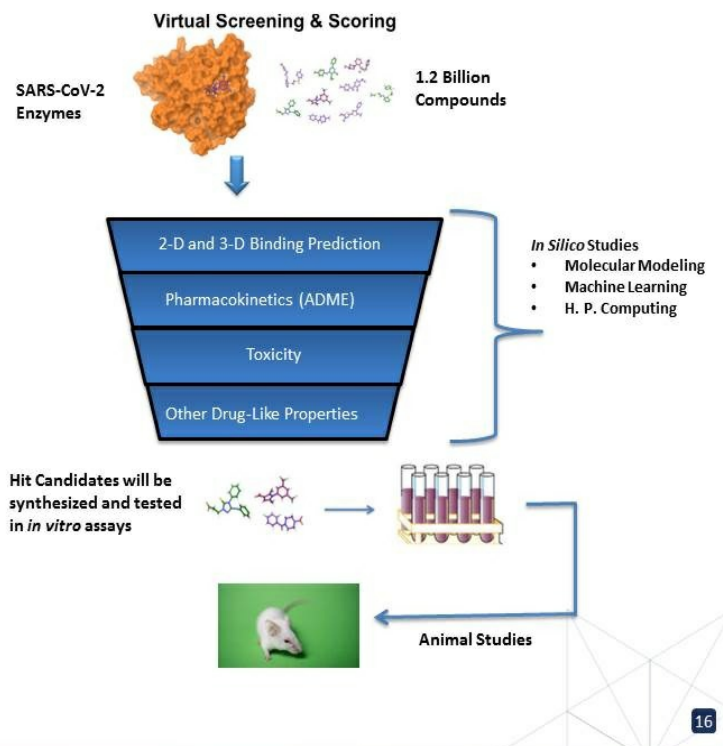 Virtual Screening & Scoring
SARS-CoV-2
Enzymes
1.2 Billion
Compounds
2-D and 3-D Binding Prediction
Pharmacokinetics (ADME)
Toxicity
Other Drug-Like Properties
In Silico Studies
• Molecular Modeling
• Machine Learning
• H. P. Computing
Hit Candidates will be
synthesized and tested
in in vitro assays
Animal Studies
16